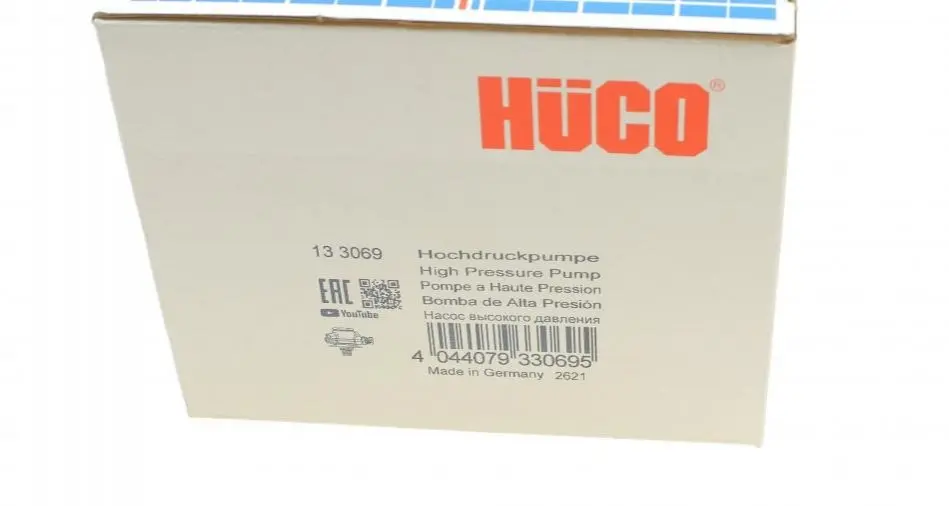 HÜCO®
13 3069
Hochdruckpumpe
High Pressure Pump
Pompe a Haute Pression
Bomba de Alta Presión
Насос высокого давления
EAC
YouTube
4 044079 330695
Made in Germany 2621